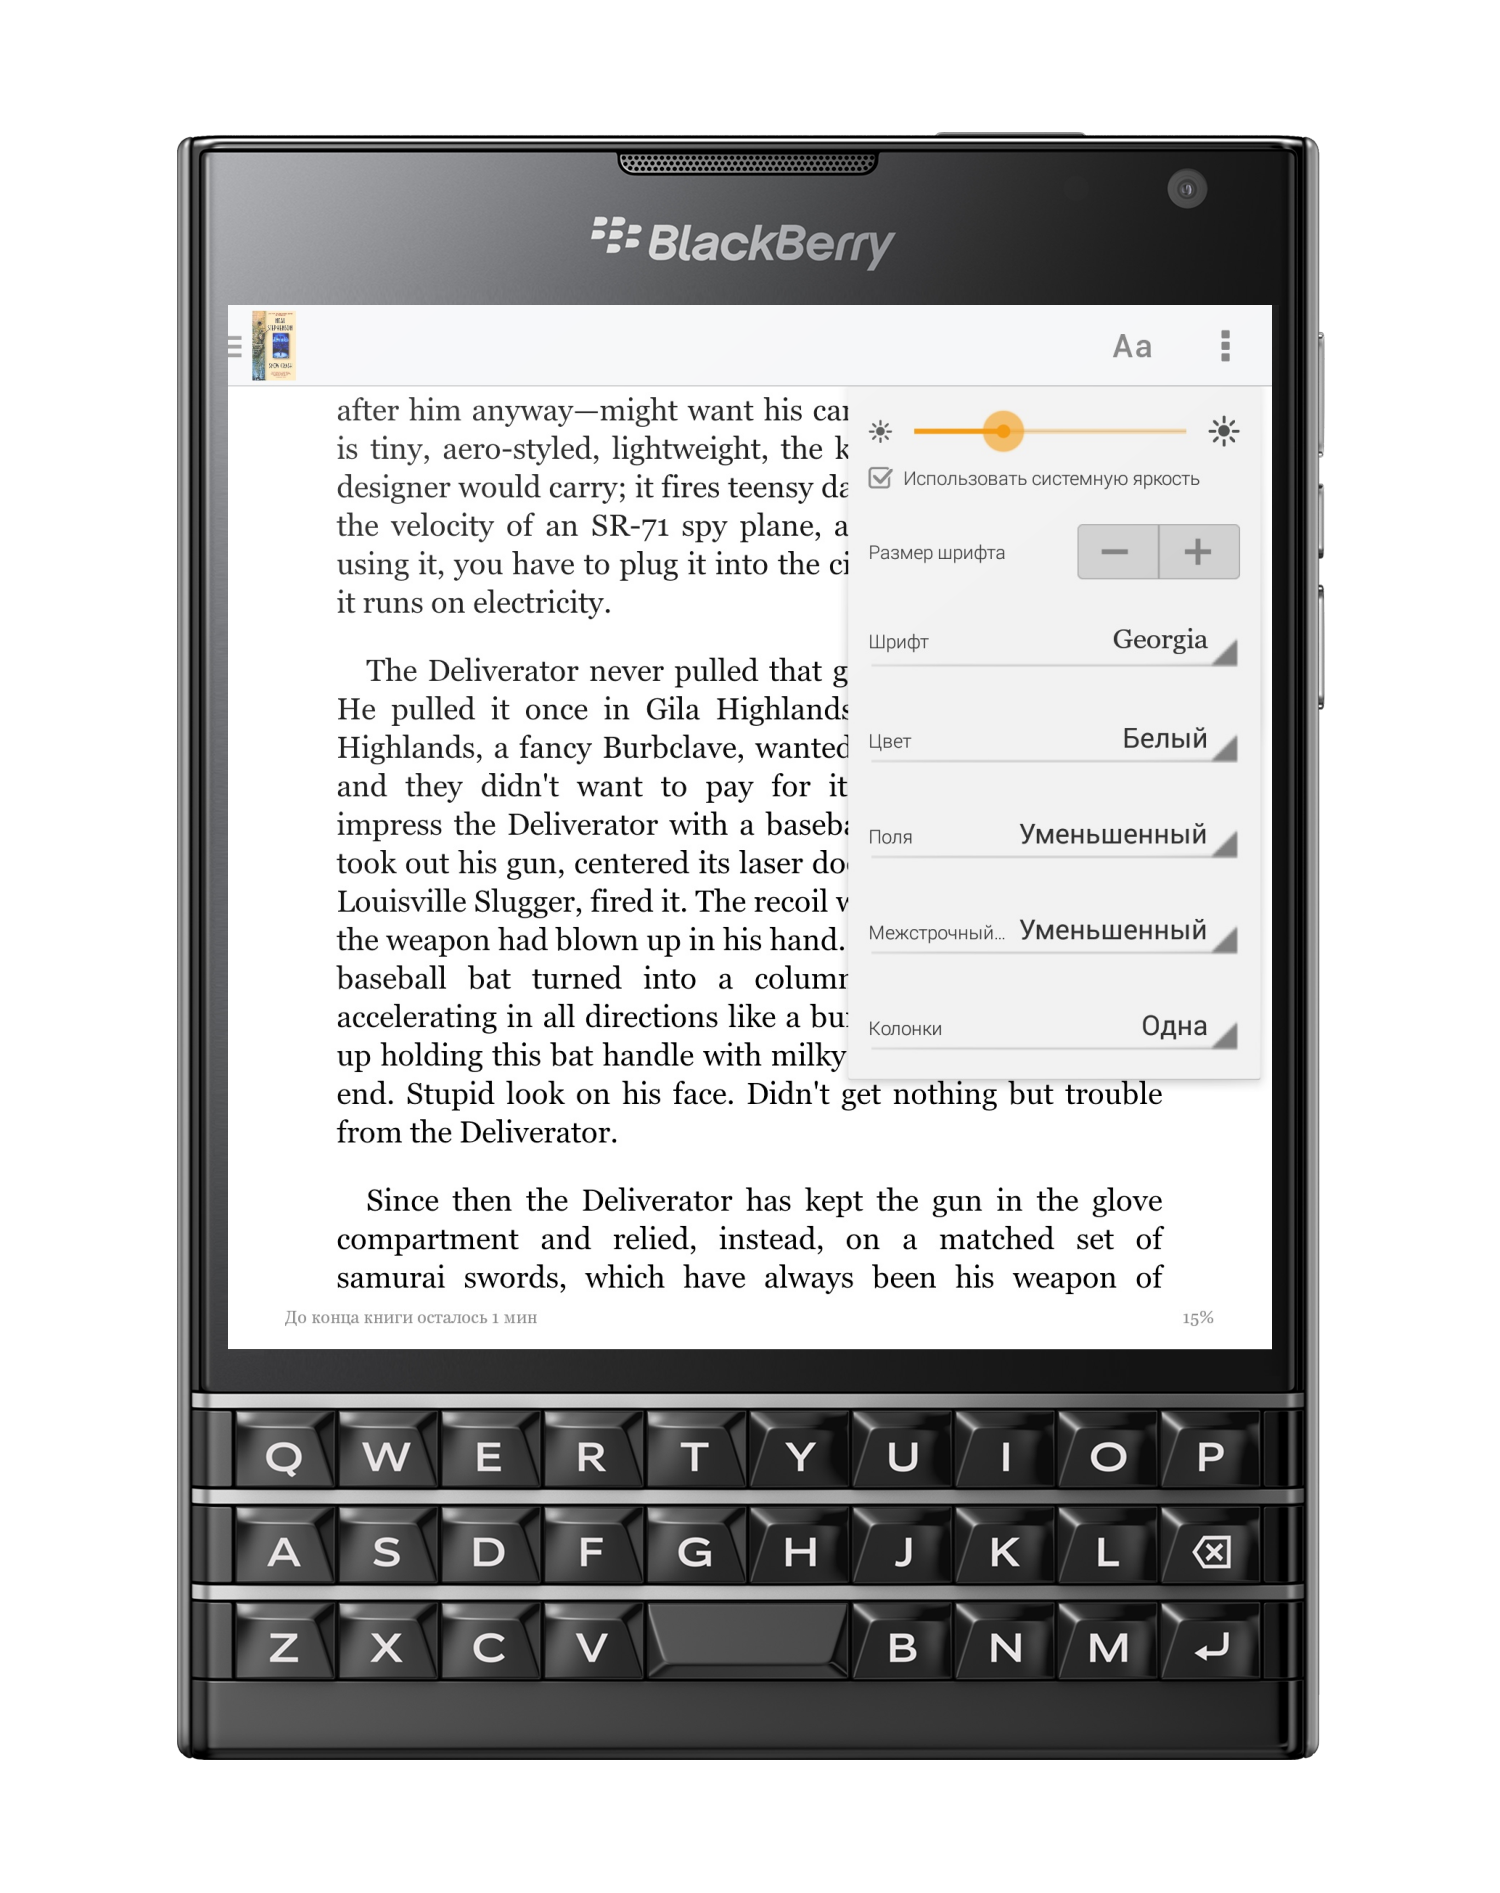 BlackBerry
NEAL
STEPHENSON
SNOW CRASH
Aa
after him anyway—might want his
is tiny, aero-styled, lightweight, the
designer would carry; it fires teensy
the velocity of an SR-71 spy plane,
using it, you have to plug it into the
it runs on electricity.
The Deliverator never pulled that
He pulled it once in Gila Highlands
Highlands, a fancy Burbclave, wanted
and they didn't want to pay for it
impress the Deliverator with a
took out his gun, centered its laser
Louisville Slugger, fired it. The recoil
the weapon had blown up in his hand.
baseball bat turned into a
accelerating in all directions like a
up holding this bat handle with milky
end. Stupid look on his face. Didn't get nothing but trouble
from the Deliverator.
Since then the Deliverator has kept the gun in the glove
compartment and relied, instead, on a matched set of
samurai swords, which have always been his weapon of
До конца книги осталось 1 мин 15%
Использовать системную яркость
Размер шрифта − +
Шрифт Georgia
Цвет Белый
Поля Уменьшенный
Межстрочный... Уменьшенный
Колонки Одна
Q W E R T Y U I O P
A S D F G H J K L
Z X C V B N M